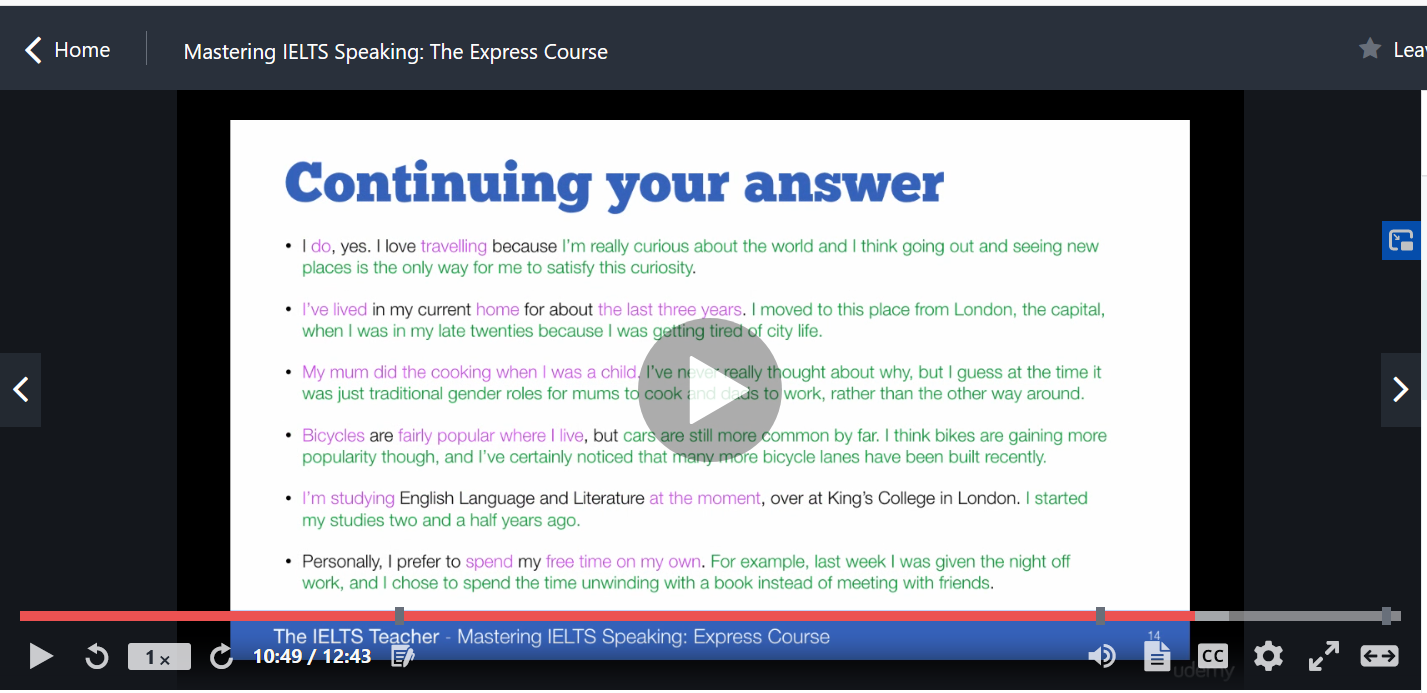 Home
Mastering IELTS Speaking: The Express Course
Lea
Continuing your answer
• I do, yes. I love travelling because I'm really curious about the world and I think going out and seeing new
places is the only way for me to satisfy this curiosity.
• I've lived in my current home for about the last three years. I moved to this place from London, the capital,
when I was in my late twenties because I was getting tired of city life.
• My mum did the cooking when I was a child. I've never really thought about why, but I guess at the time it
was just traditional gender roles for mums to cook and dads to work, rather than the other way around.
• Bicycles are fairly popular where I live, but cars are still more common by far. I think bikes are gaining more
popularity though, and I've certainly noticed that many more bicycle lanes have been built recently.
• I'm studying English Language and Literature at the moment, over at King's College in London. I started
my studies two and a half years ago.
• Personally, I prefer to spend my free time on my own. For example, last week I was given the night off
work, and I chose to spend the time unwinding with a book instead of meeting with friends.
The IELTS Teacher - Mastering IELTS Speaking: Express Course
14
1x
10:49 / 12:43
CC
udemy